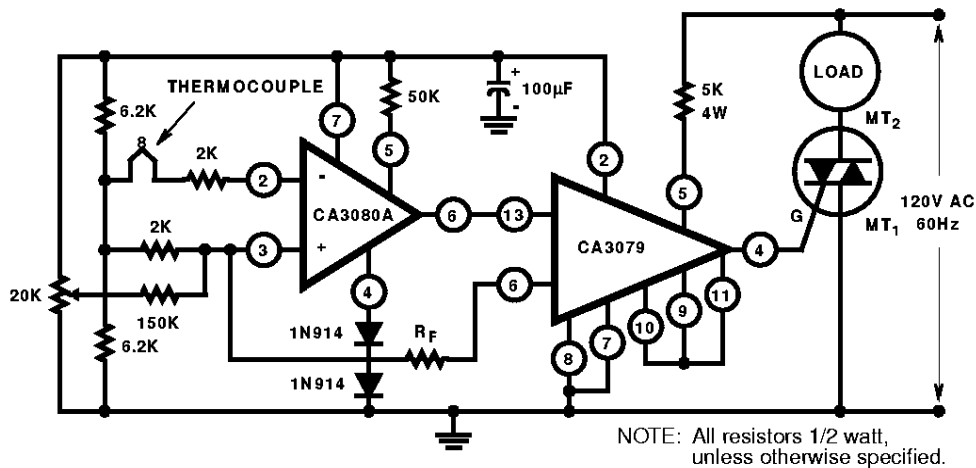 THERMOCOUPLE
6.2K
8
2K
2
-
7
50K
5
+
100µF
-
2
5K
4W
LOAD
MT2
5
CA3080A
6
13
CA3079
4
G
MT1
120V AC
60Hz
2K
3
+
6
20K
150K
4
6.2K
1N914
RF
1N914
8
7
10
9
11
NOTE: All resistors 1/2 watt,
unless otherwise specified.